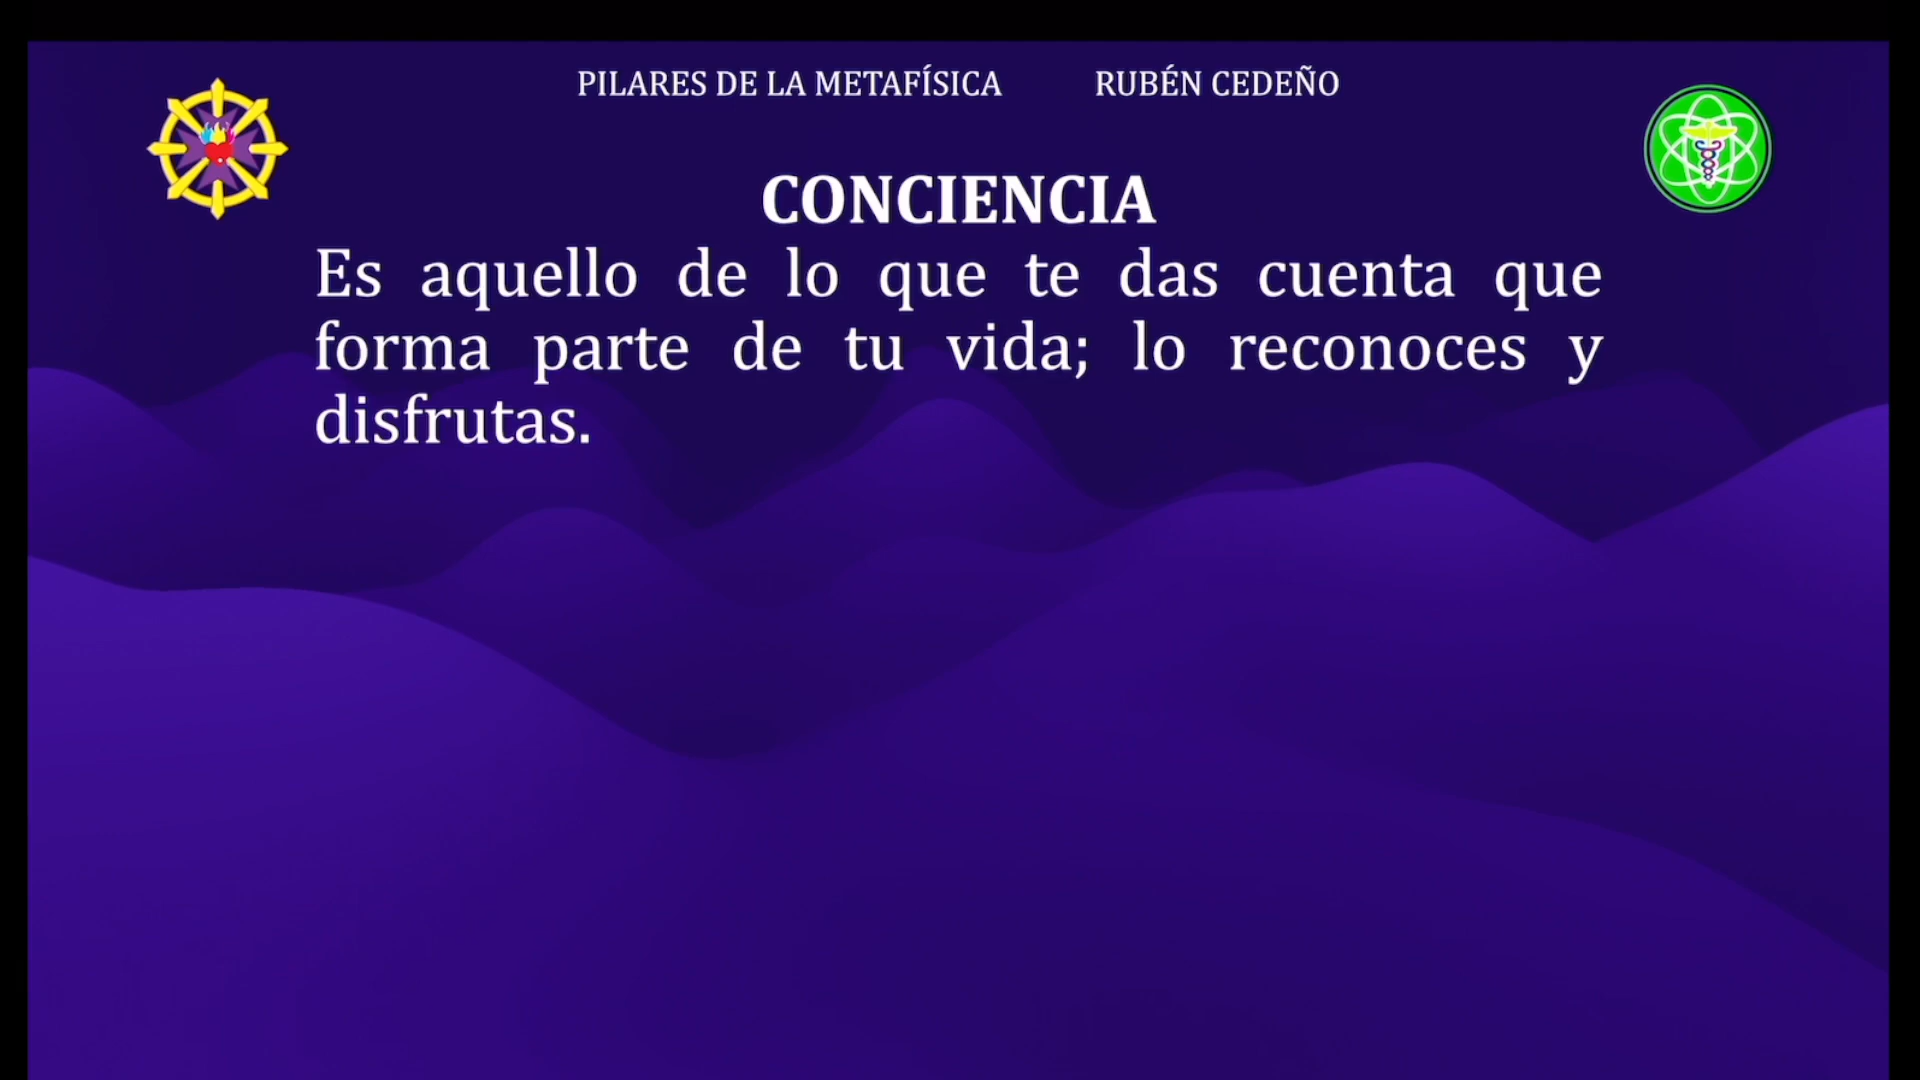 PILARES DE LA METAFÍSICA RUBÉN CEDEÑO
CONCIENCIA
Es aquello de lo que te das cuenta que
forma parte de tu vida; lo reconoces y
disfrutas.